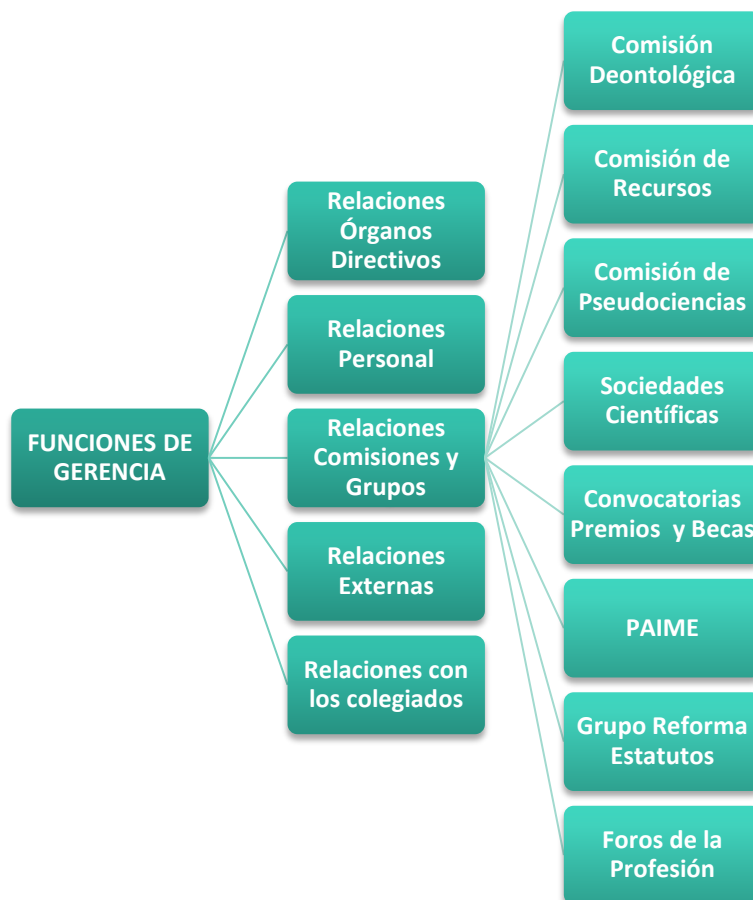 FUNCIONES DE
GERENCIA
Relaciones
Órganos
Directivos
Relaciones
Personal
Relaciones
Comisiones y
Grupos
Relaciones
Externas
Relaciones con
los colegiados
Comisión
Deontológica
Comisión de
Recursos
Comisión de
Pseudociencias
Sociedades
Científicas
Convocatorias
Premios y Becas
PAIME
Grupo Reforma
Estatutos
Foros de la
Profesión